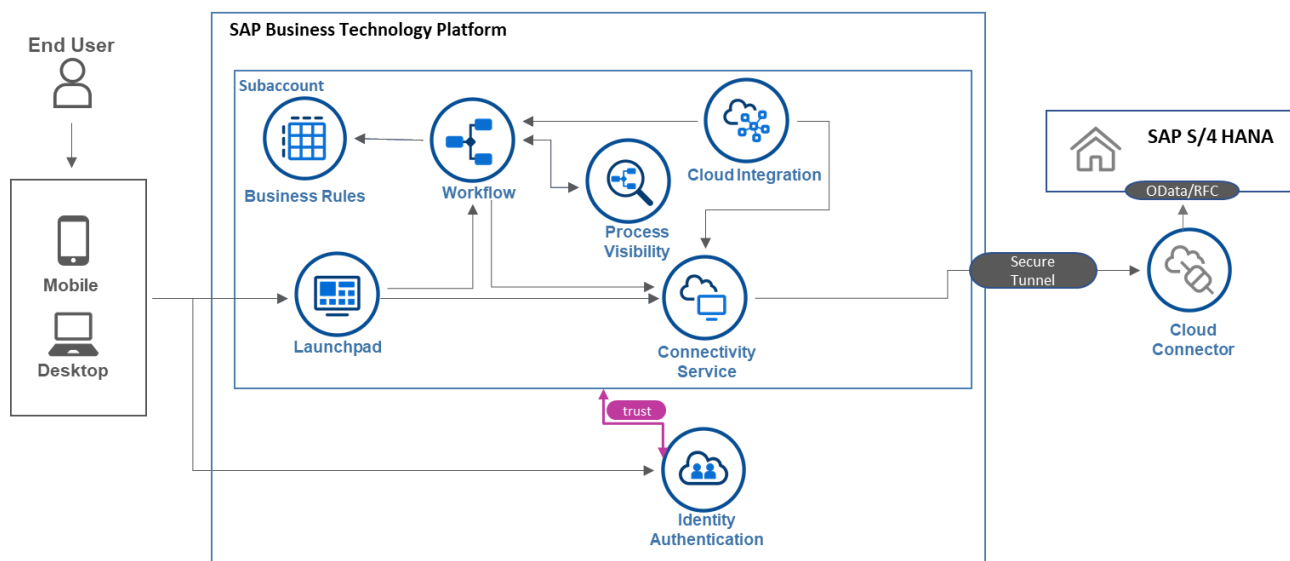 SAP Business Technology Platform
End User
Subaccount
Business Rules
Workflow
Cloud Integration
Process
Visibility
SAP S/4 HANA
OData/RFC
Mobile
Desktop
Launchpad
Connectivity
Service
Secure
Tunnel
Cloud
Connector
trust
Identity
Authentication